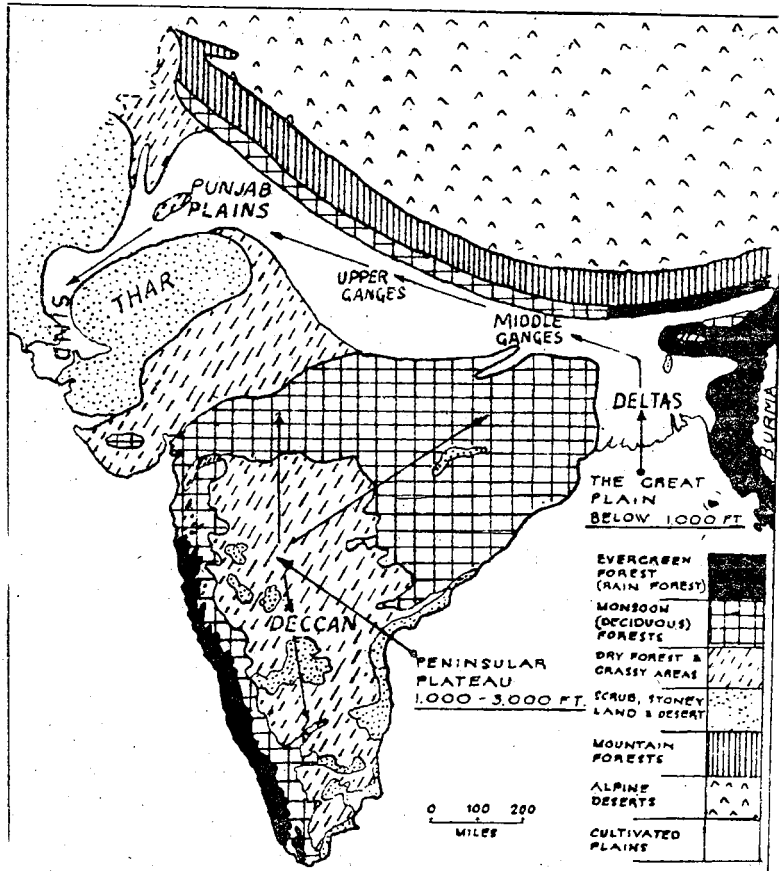 PUNJAB
PLAINS
THAR
SIND
UPPER
GANGES
MIDDLE
GANGES
DELTAS
BURMA
THE GREAT
PLAIN
BELOW 1,000 FT
DECCAN
PENINSULAR
PLATEAU
1,000 - 3,000 FT.
EVERGREEN
FOREST
(RAIN FOREST)
MONSOON
(DECIDUOUS)
FORESTS
DRY FOREST &
GRASSY AREAS
SCRUB, STONEY
LAND & DESERT
MOUNTAIN
FORESTS
ALPINE
DESERTS
CULTIVATED
PLAINS
0 100 200
MILES